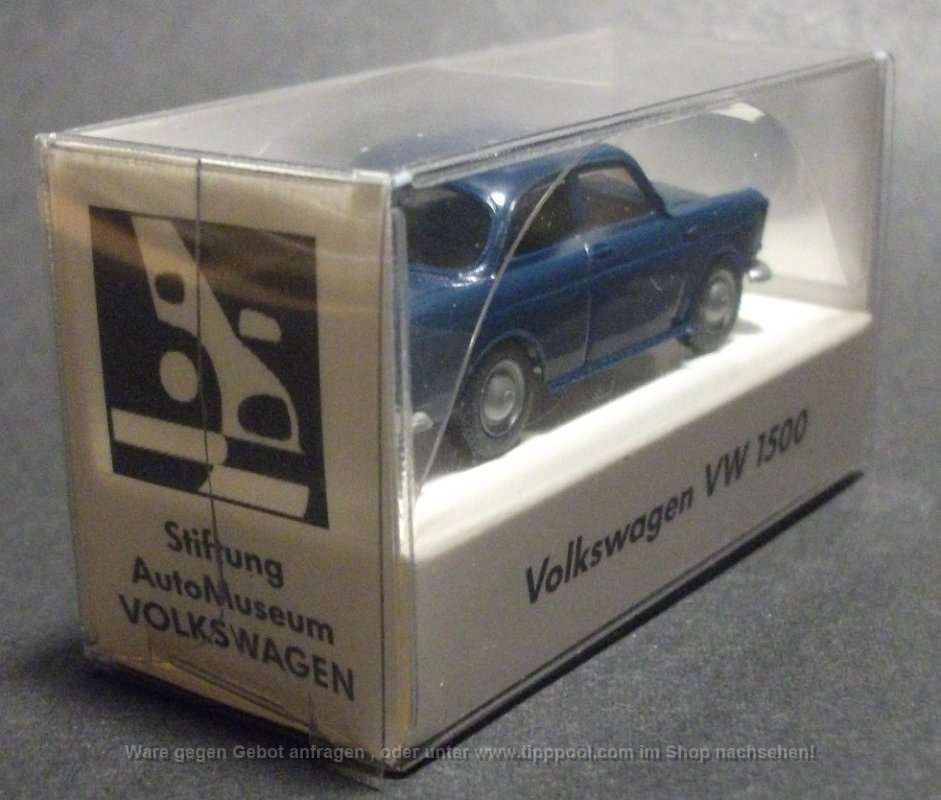 Stiftung
AutoMuseum
VOLKSWAGEN
Volkswagen VW 1500
Ware gegen Gebot anfragen , oder unter www.tipppool.com im Shop nachsehen!